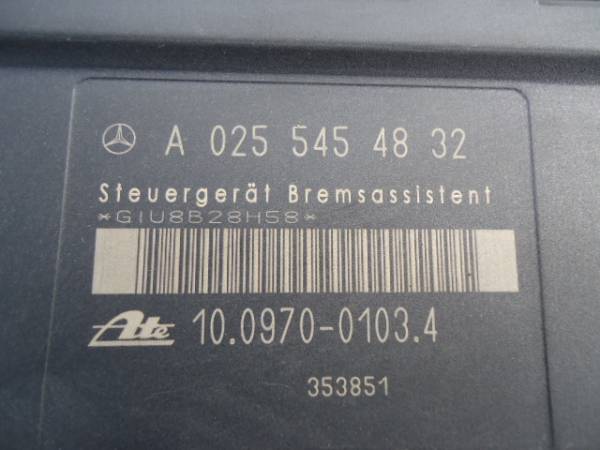 A 025 545 48 32
Steuergerät Bremsassistent
*GIU8B28H58*
Ate 10.0970-0103.4
353851